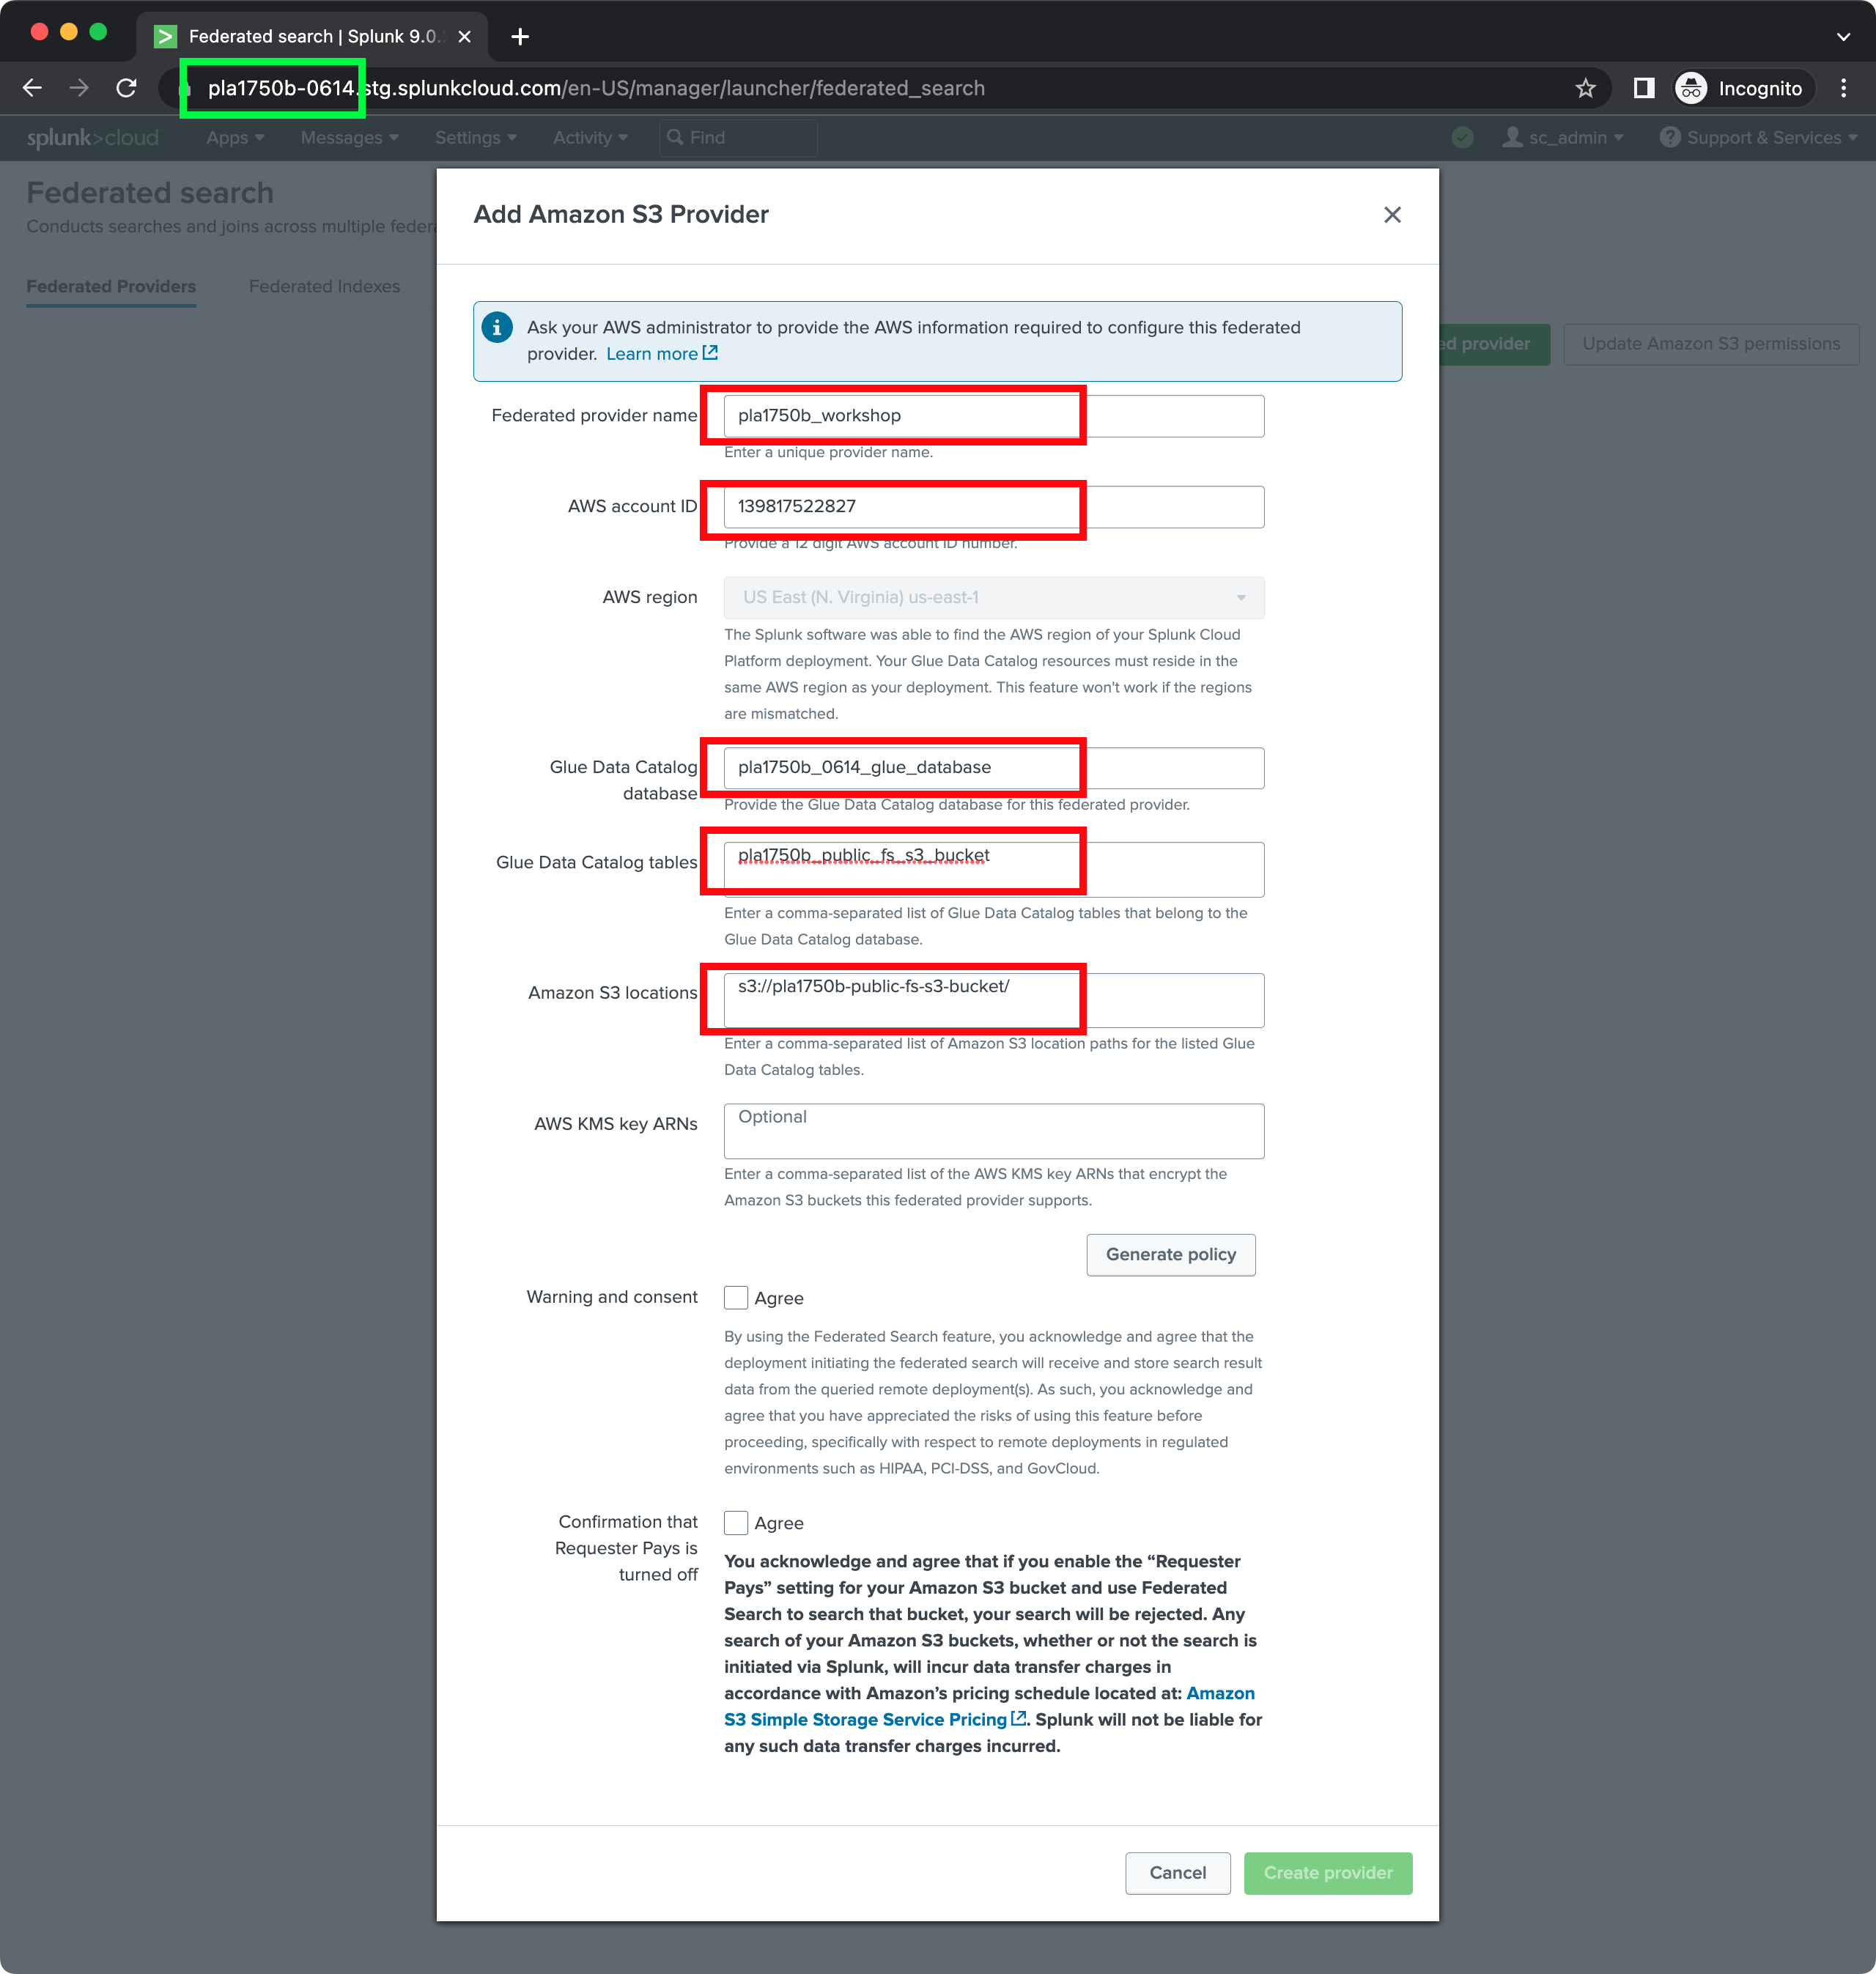 Federated search | Splunk 9.0.
pla1750b-0614.stg.splunkcloud.com/en-US/manager/launcher/federated_search
Incognito
splunk>cloud Apps Messages Settings Activity Find sc_admin Support & Services
Federated search
Conducts searches and joins across multiple federa
Federated Providers Federated Indexes
ed provider Update Amazon S3 permissions
Add Amazon S3 Provider
Ask your AWS administrator to provide the AWS information required to configure this federated
provider. Learn more
Federated provider name pla1750b_workshop
Enter a unique provider name.
AWS account ID 139817522827
Provide a 12 digit AWS account ID number.
AWS region US East (N. Virginia) us-east-1
The Splunk software was able to find the AWS region of your Splunk Cloud
Platform deployment. Your Glue Data Catalog resources must reside in the
same AWS region as your deployment. This feature won't work if the regions
are mismatched.
Glue Data Catalog
database
pla1750b_0614_glue_database
Provide the Glue Data Catalog database for this federated provider.
Glue Data Catalog tables pla1750b_public_fs_s3_bucket
Enter a comma-separated list of Glue Data Catalog tables that belong to the
Glue Data Catalog database.
Amazon S3 locations s3://pla1750b-public-fs-s3-bucket/
Enter a comma-separated list of Amazon S3 location paths for the listed Glue
Data Catalog tables.
AWS KMS key ARNs Optional
Enter a comma-separated list of the AWS KMS key ARNs that encrypt the
Amazon S3 buckets this federated provider supports.
Generate policy
Warning and consent Agree
By using the Federated Search feature, you acknowledge and agree that the
deployment initiating the federated search will receive and store search result
data from the queried remote deployment(s). As such, you acknowledge and
agree that you have appreciated the risks of using this feature before
proceeding, specifically with respect to remote deployments in regulated
environments such as HIPAA, PCI-DSS, and GovCloud.
Confirmation that
Requester Pays is
turned off
Agree
You acknowledge and agree that if you enable the “Requester
Pays” setting for your Amazon S3 bucket and use Federated
Search to search that bucket, your search will be rejected. Any
search of your Amazon S3 buckets, whether or not the search is
initiated via Splunk, will incur data transfer charges in
accordance with Amazon’s pricing schedule located at: Amazon
S3 Simple Storage Service Pricing. Splunk will not be liable for
any such data transfer charges incurred.
Cancel Create provider